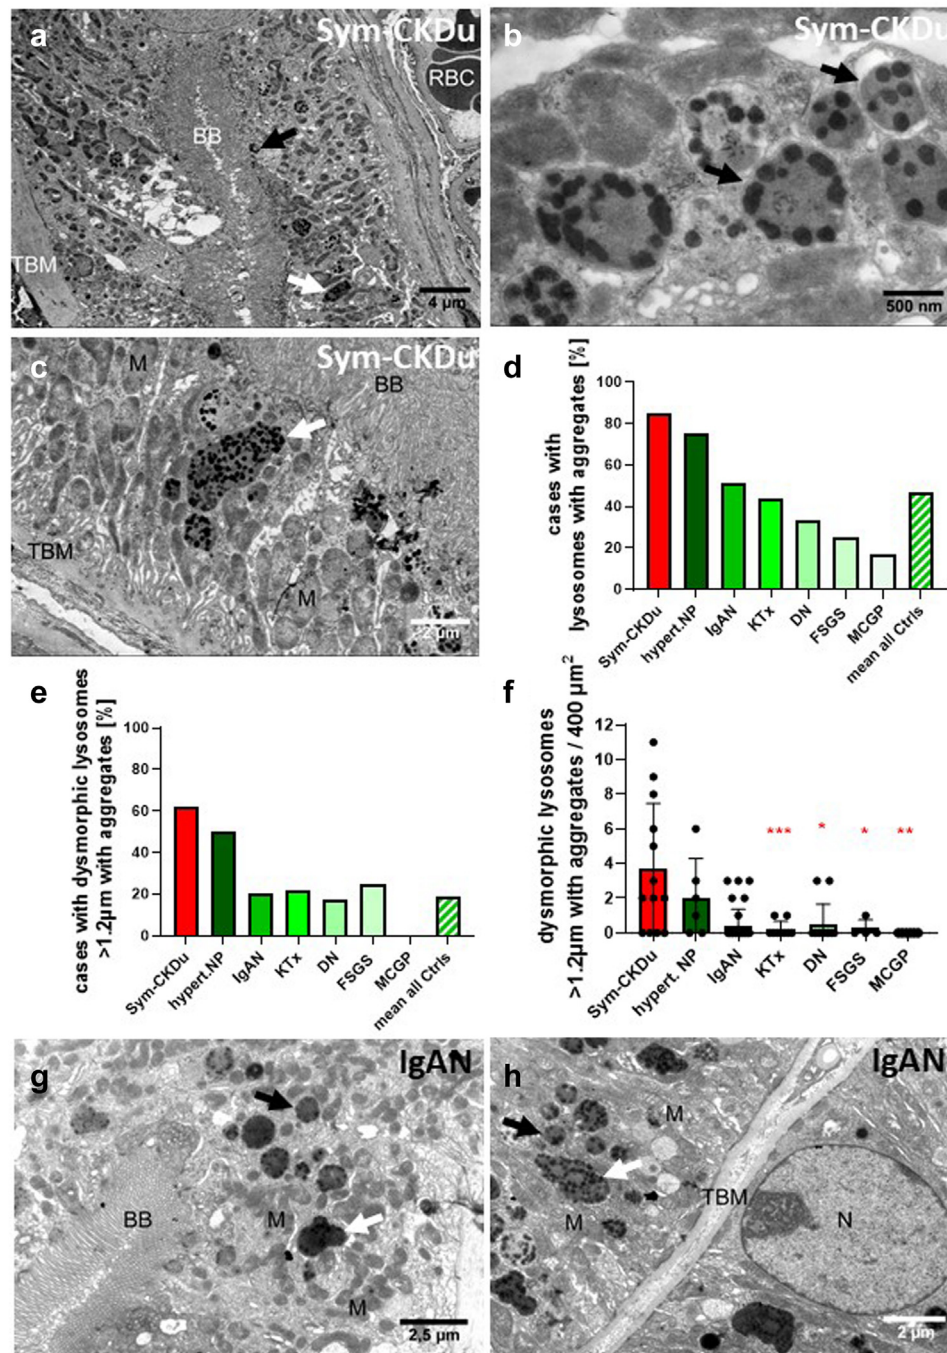 a
Sym-CKDu
RBC
BB
TBM
4 µm
b
Sym-CKDu
500 nm
c
Sym-CKDu
M
BB
TBM
M
2 µm
d
cases with
lysosomes with aggregates [%]
100
80
60
40
20
0
Sym-CKDu
hypert.NP
IgAN
KTx
DN
FSGS
MCGP
mean all Ctrls
e
cases with dysmorphic lysosomes
>1.2µm with aggregates [%]
100
80
60
40
20
0
Sym-CKDu
hypert.NP
IgAN
KTx
DN
FSGS
MCGP
mean all Ctrls
f
dysmorphic lysosomes
>1.2µm with aggregates / 400 µm²
12
10
8
6
4
2
0
***
*
*
**
Sym-CKDu
hypert. NP
IgAN
KTx
DN
FSGS
MCGP
g
IgAN
BB
M
M
2,5 µm
h
IgAN
M
TBM
M
N
2 µm